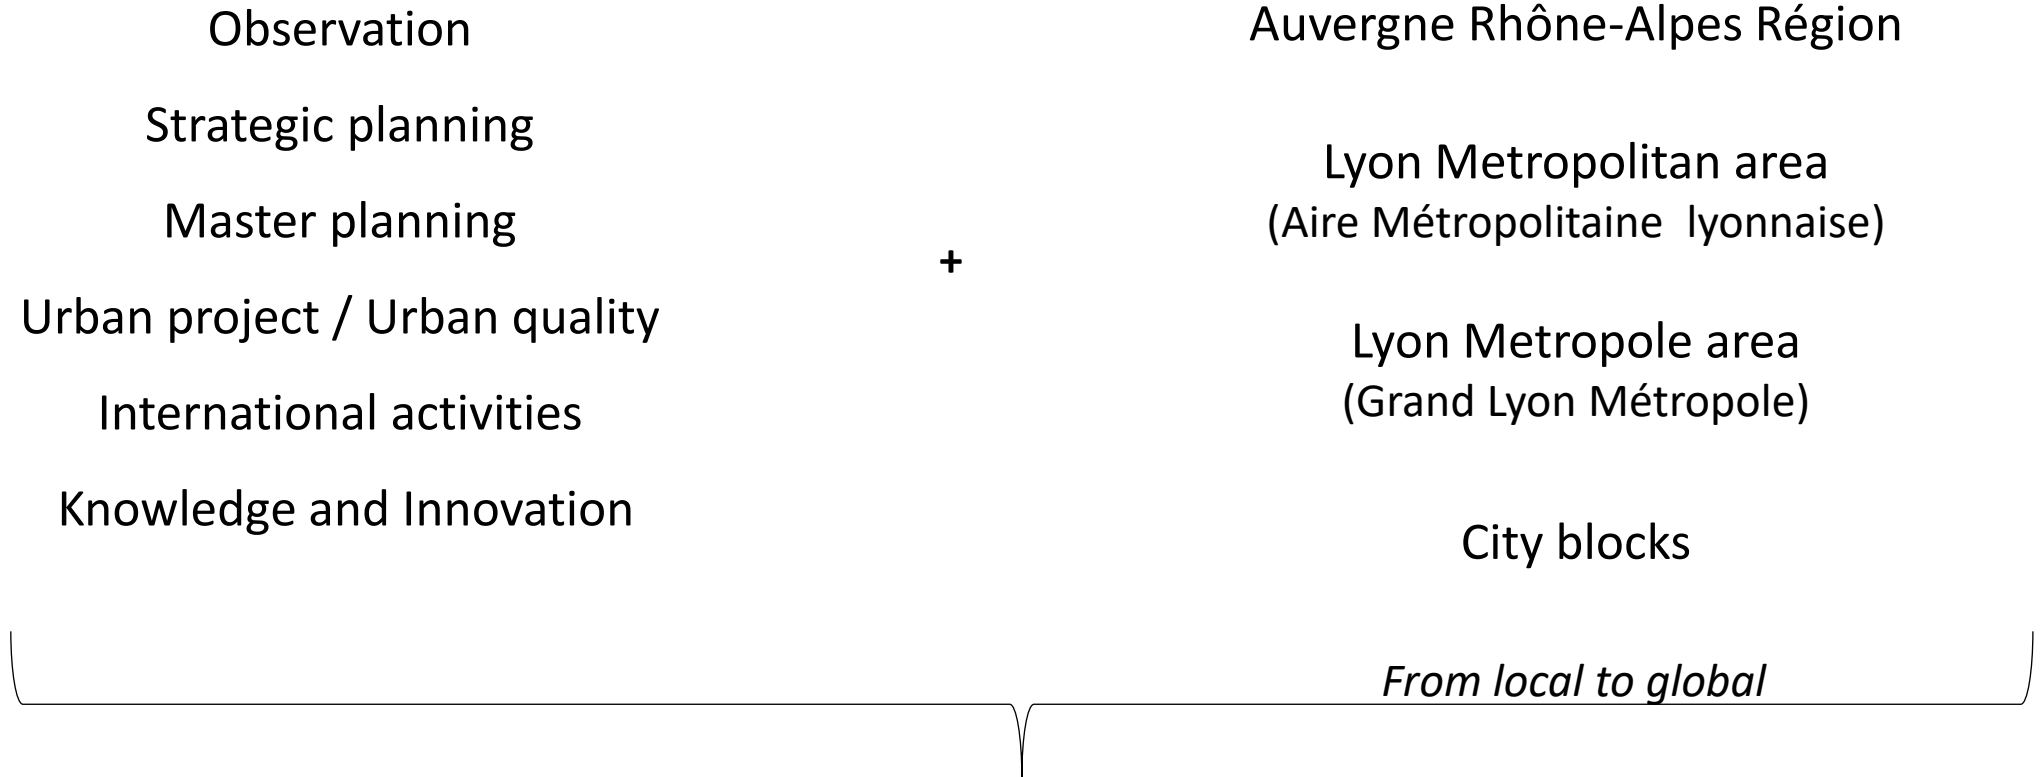 Observation
Strategic planning
Master planning
Urban project / Urban quality
International activities
Knowledge and Innovation
+
Auvergne Rhône-Alpes Région
Lyon Metropolitan area
(Aire Métropolitaine lyonnaise)
Lyon Metropole area
(Grand Lyon Métropole)
City blocks
From local to global